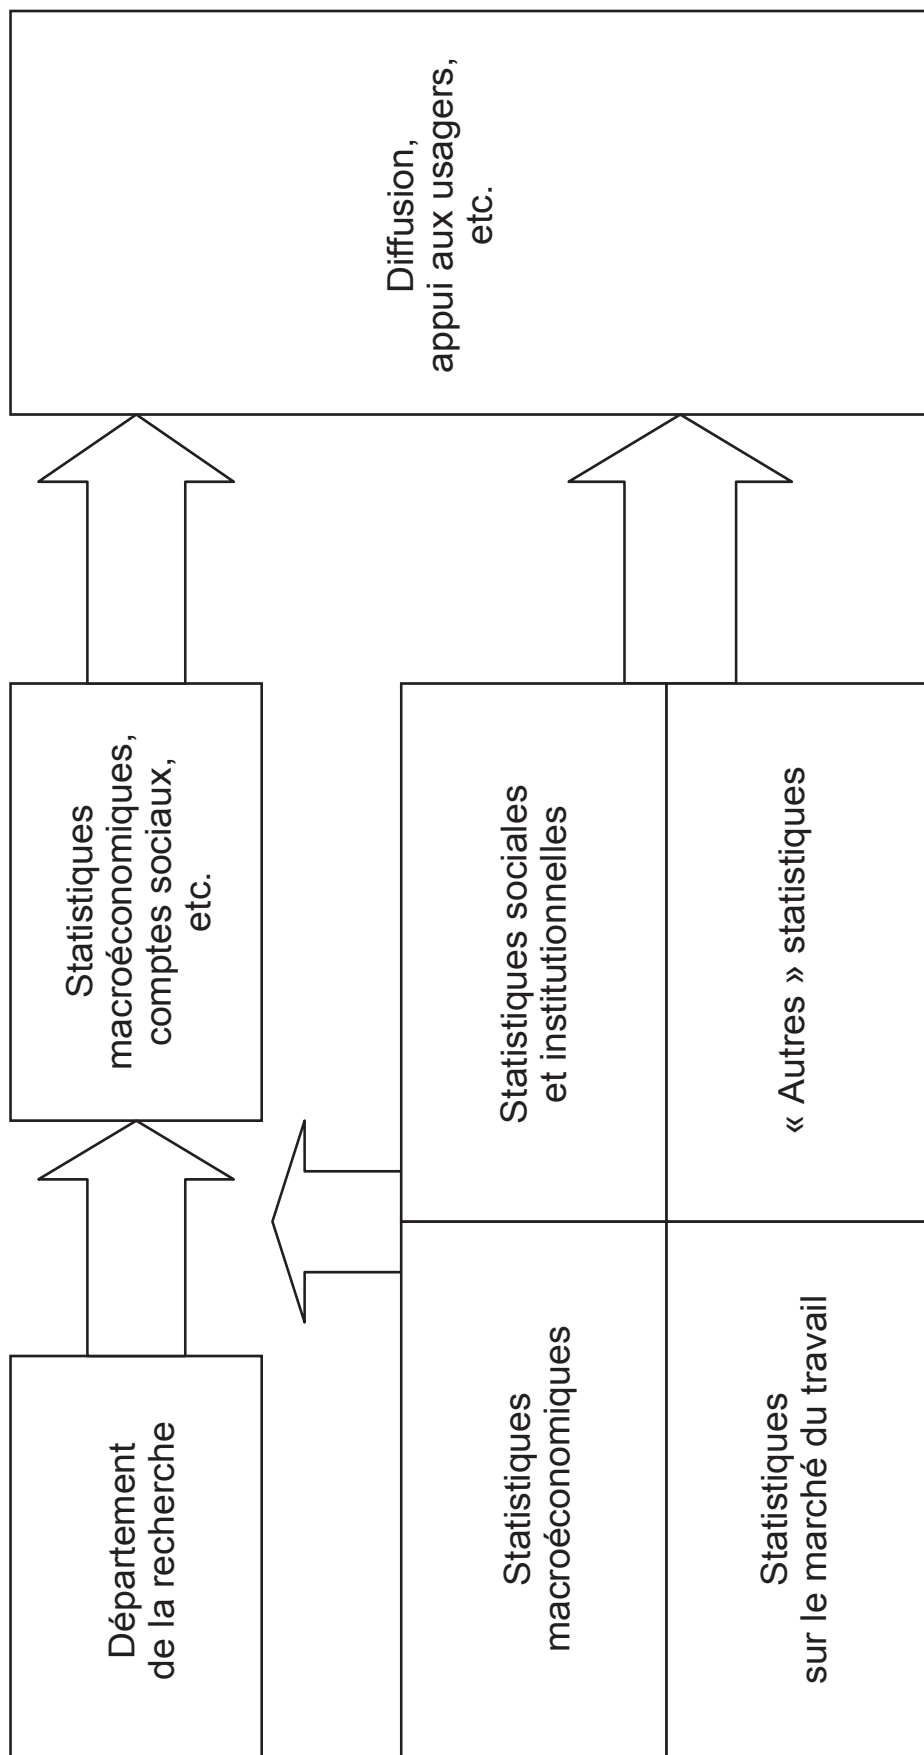 Département
de la recherche
Statistiques
macroéconomiques,
comptes sociaux,
etc.
Diffusion,
appui aux usagers,
etc.
Statistiques
macroéconomiques
Statistiques sociales
et institutionnelles
Statistiques
sur le marché du travail
« Autres » statistiques